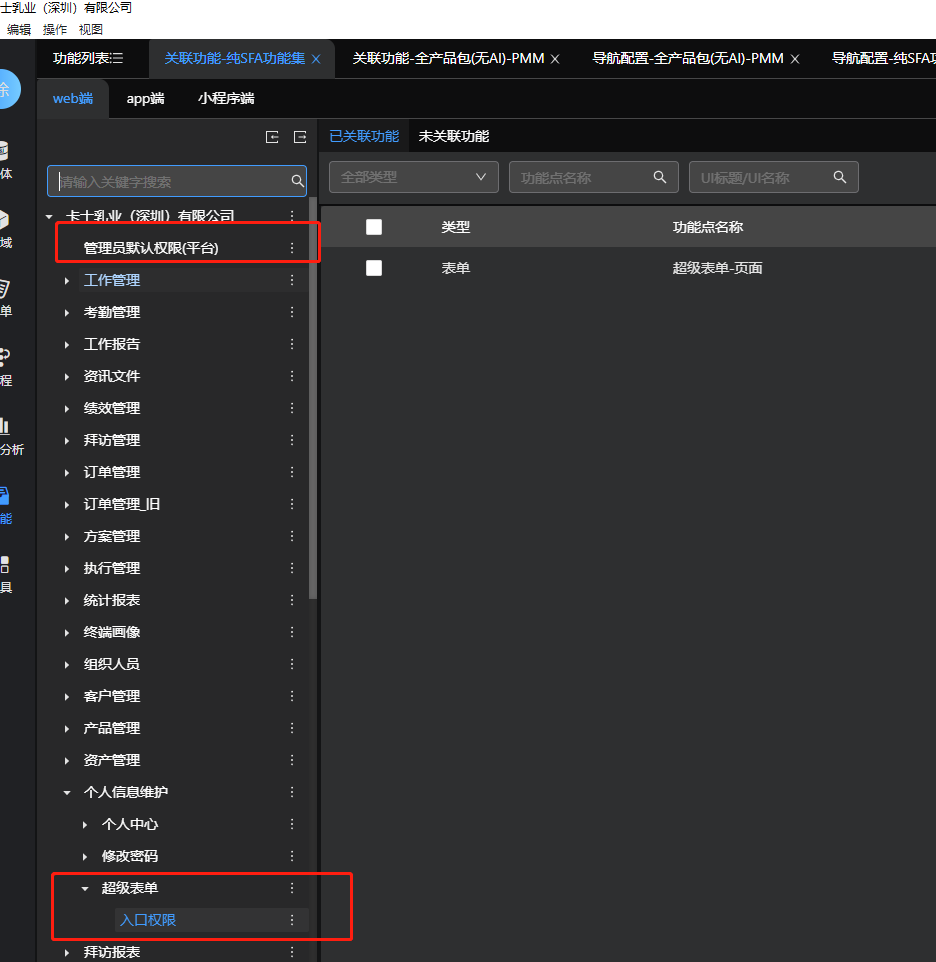 士乳业（深圳）有限公司
编辑 操作 视图
功能列表 关联功能-纯SFA功能集 关联功能-全产品包(无AI)-PMM 导航配置-全产品包(无AI)-PMM 导航配置-纯SFA功
web端 app端 小程序端
已关联功能 未关联功能
请输入关键字搜索 全部类型 功能点名称 UI标题/UI名称
卡士乳业（深圳）有限公司
类型 功能点名称
管理员默认权限(平台)
表单 超级表单-页面
工作管理
考勤管理
工作报告
资讯文件
绩效管理
拜访管理
订单管理
订单管理_旧
方案管理
执行管理
统计报表
终端画像
组织人员
客户管理
产品管理
资产管理
个人信息维护
个人中心
修改密码
超级表单
入口权限
拜访报表
体
域
单
程
分析
能
具